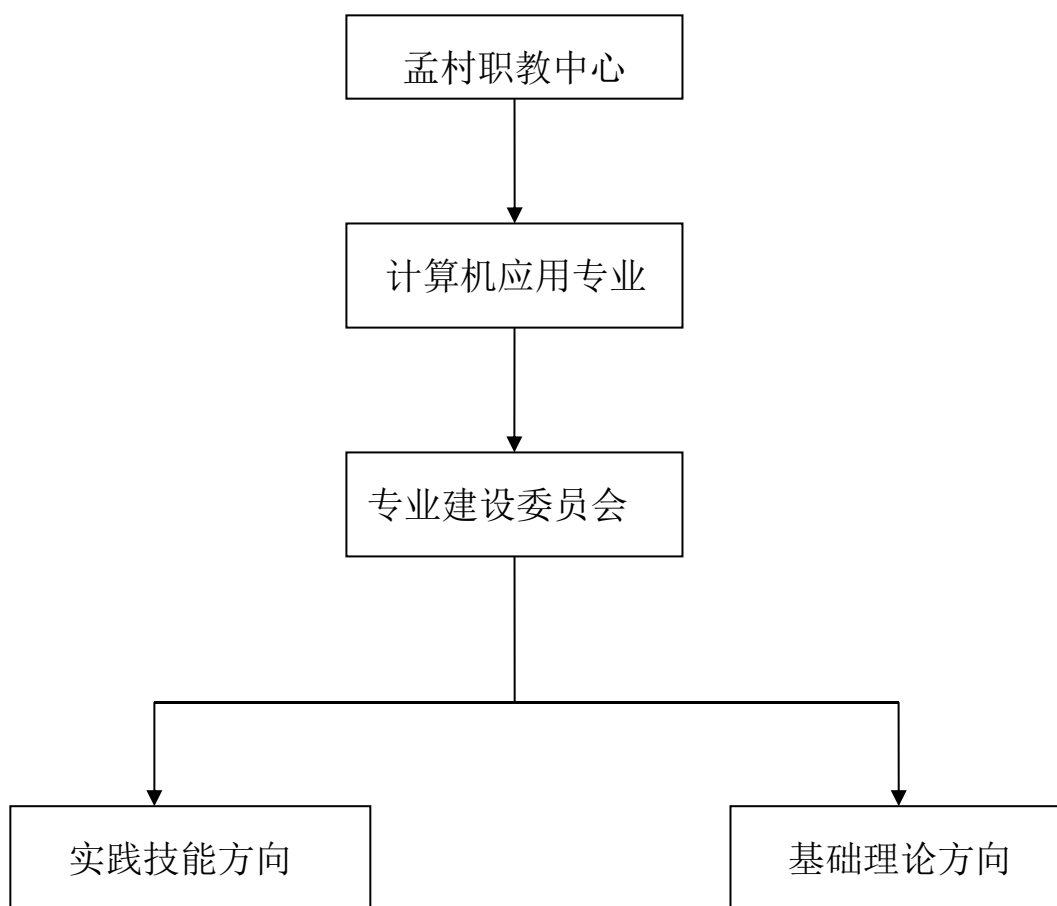 孟村职教中心
计算机应用专业
专业建设委员会
实践技能方向
基础理论方向